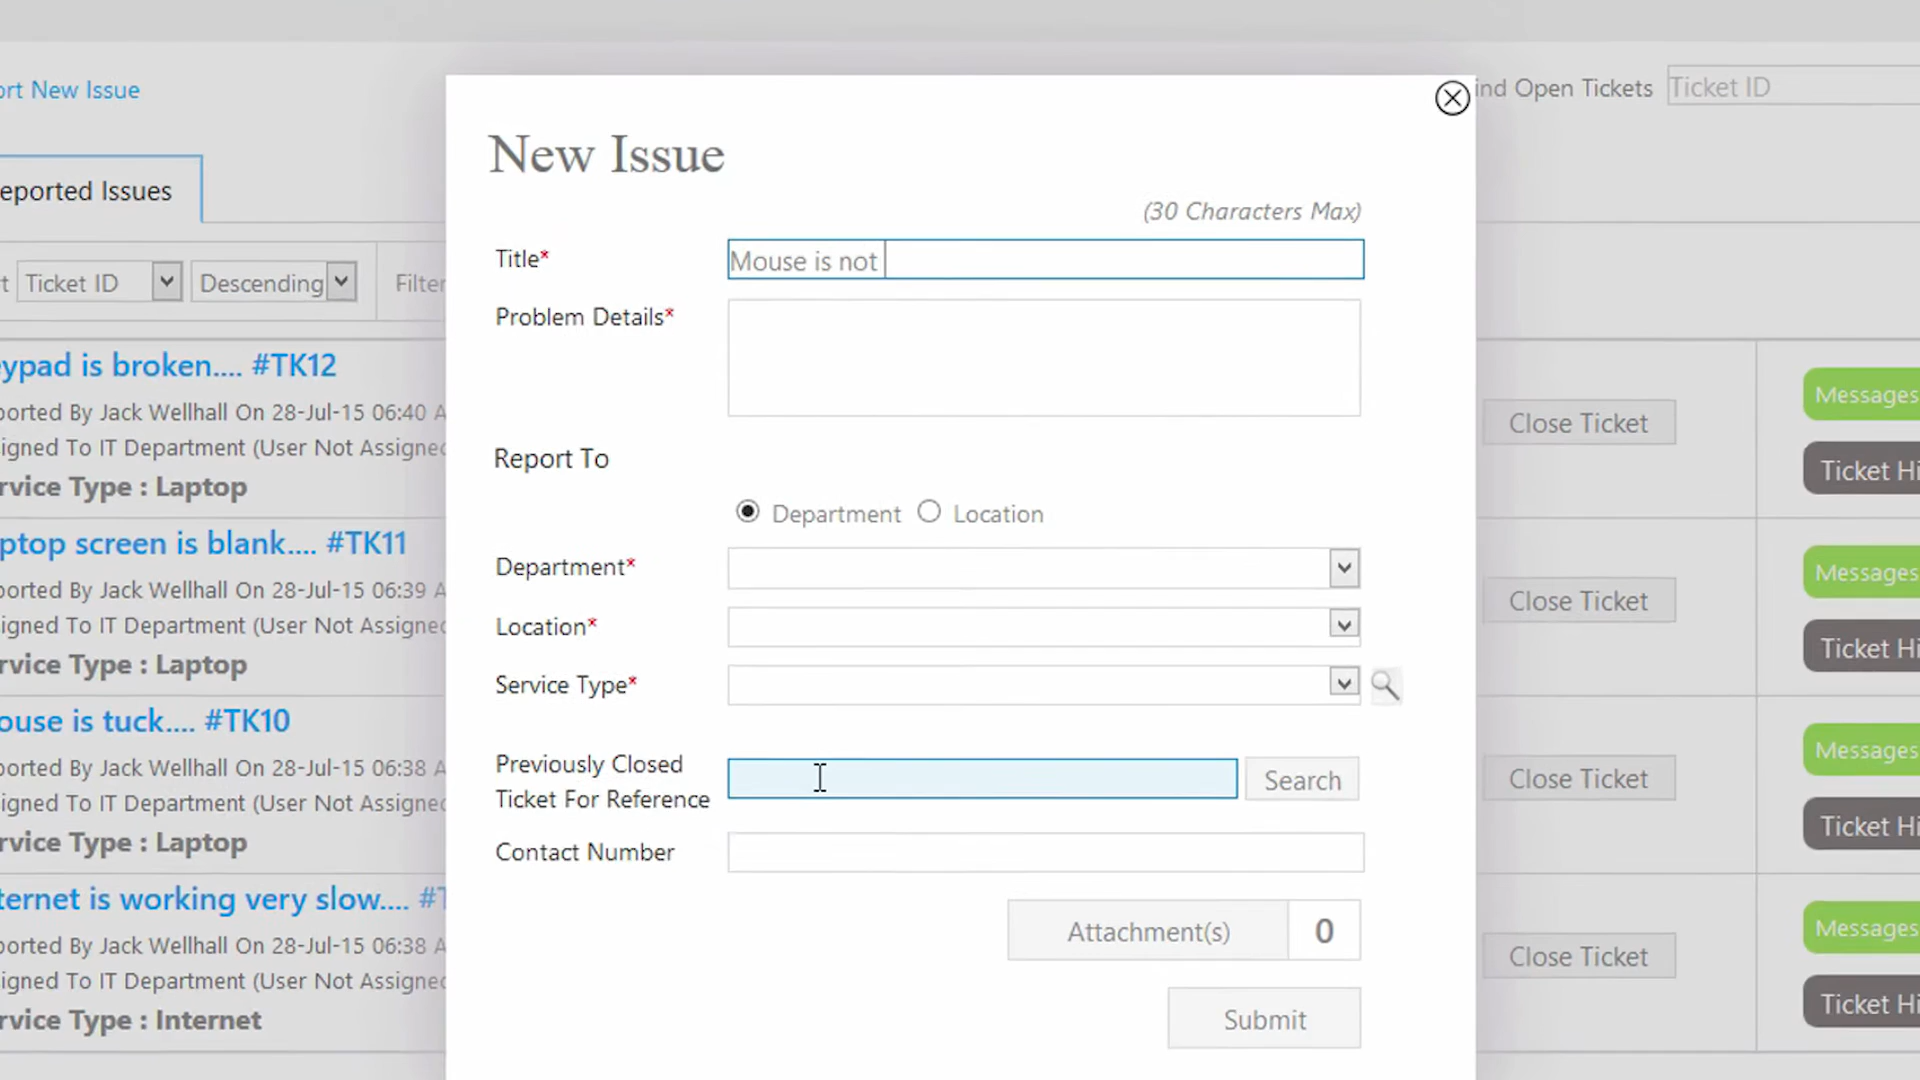 ort New Issue
ind Open Tickets
Ticket ID
eported Issues
t
Ticket ID
Descending
Filter
ypad is broken.... #TK12
orted By Jack Wellhall On 28-Jul-15 06:40 A
igned To IT Department (User Not Assigned
rvice Type : Laptop
ptop screen is blank.... #TK11
orted By Jack Wellhall On 28-Jul-15 06:39 A
igned To IT Department (User Not Assigned
rvice Type : Laptop
ouse is tuck.... #TK10
orted By Jack Wellhall On 28-Jul-15 06:38 A
igned To IT Department (User Not Assigned
rvice Type : Laptop
ternet is working very slow.... #T
orted By Jack Wellhall On 28-Jul-15 06:38 A
igned To IT Department (User Not Assigned
rvice Type : Internet
New Issue
(30 Characters Max)
Title*
Mouse is not
Problem Details*
Report To
Department
Location
Department*
Location*
Service Type*
Previously Closed
Ticket For Reference
Search
Contact Number
Attachment(s)
0
Submit
Close Ticket
Messages
Ticket Hi
Close Ticket
Messages
Ticket Hi
Close Ticket
Messages
Ticket Hi
Close Ticket
Messages
Ticket Hi